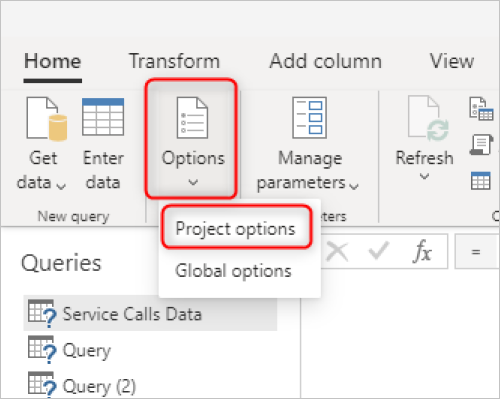 Home Transform Add column View
Get data Enter data Options Manage parameters Refresh
New query
ters
C
Project options
Global options
fx =
Queries
Service Calls Data
Query
Query (2)